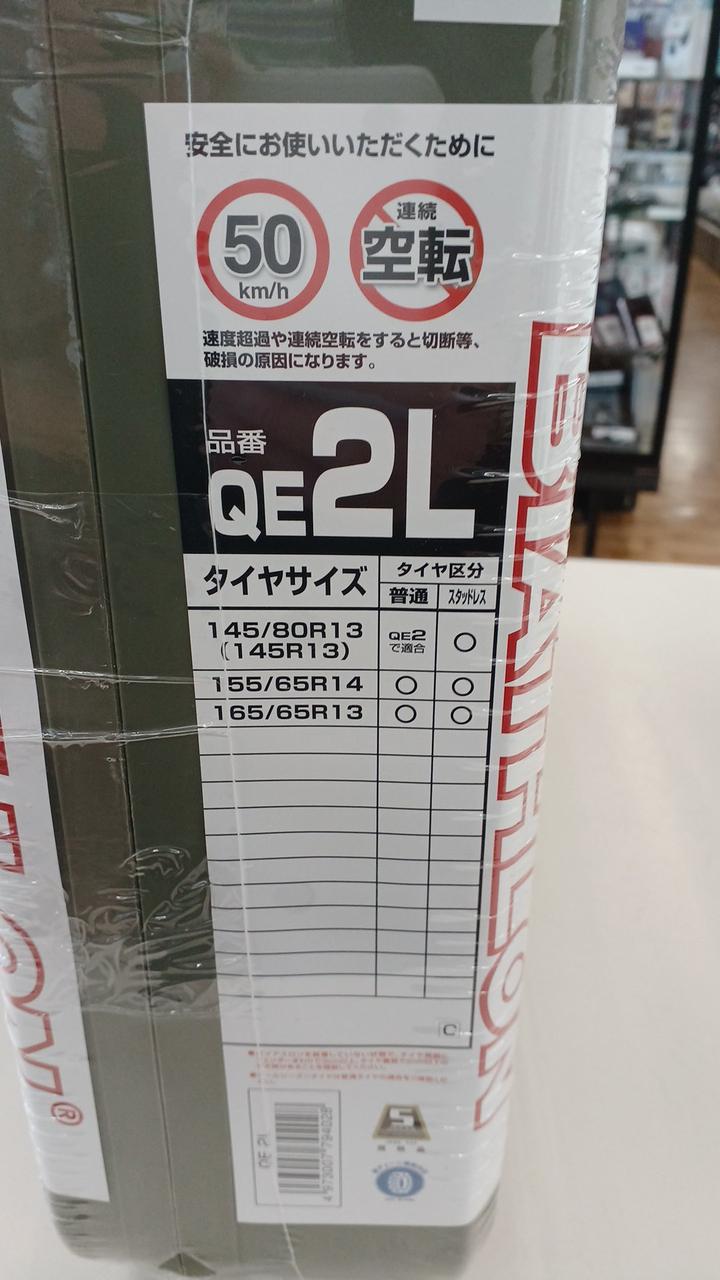 安全にお使いいただくために
50
km/h
連続
空転
速度超過や連続空転をすると切断等、
破損の原因になります。
品番
QE2L
タイヤサイズ
タイヤ区分
普通
スタッドレス
145/80R13
(145R13)
QE2
で適合
○
155/65R14 ○ ○
165/65R13 ○ ○
C
BIATHLON
®
4973007794028